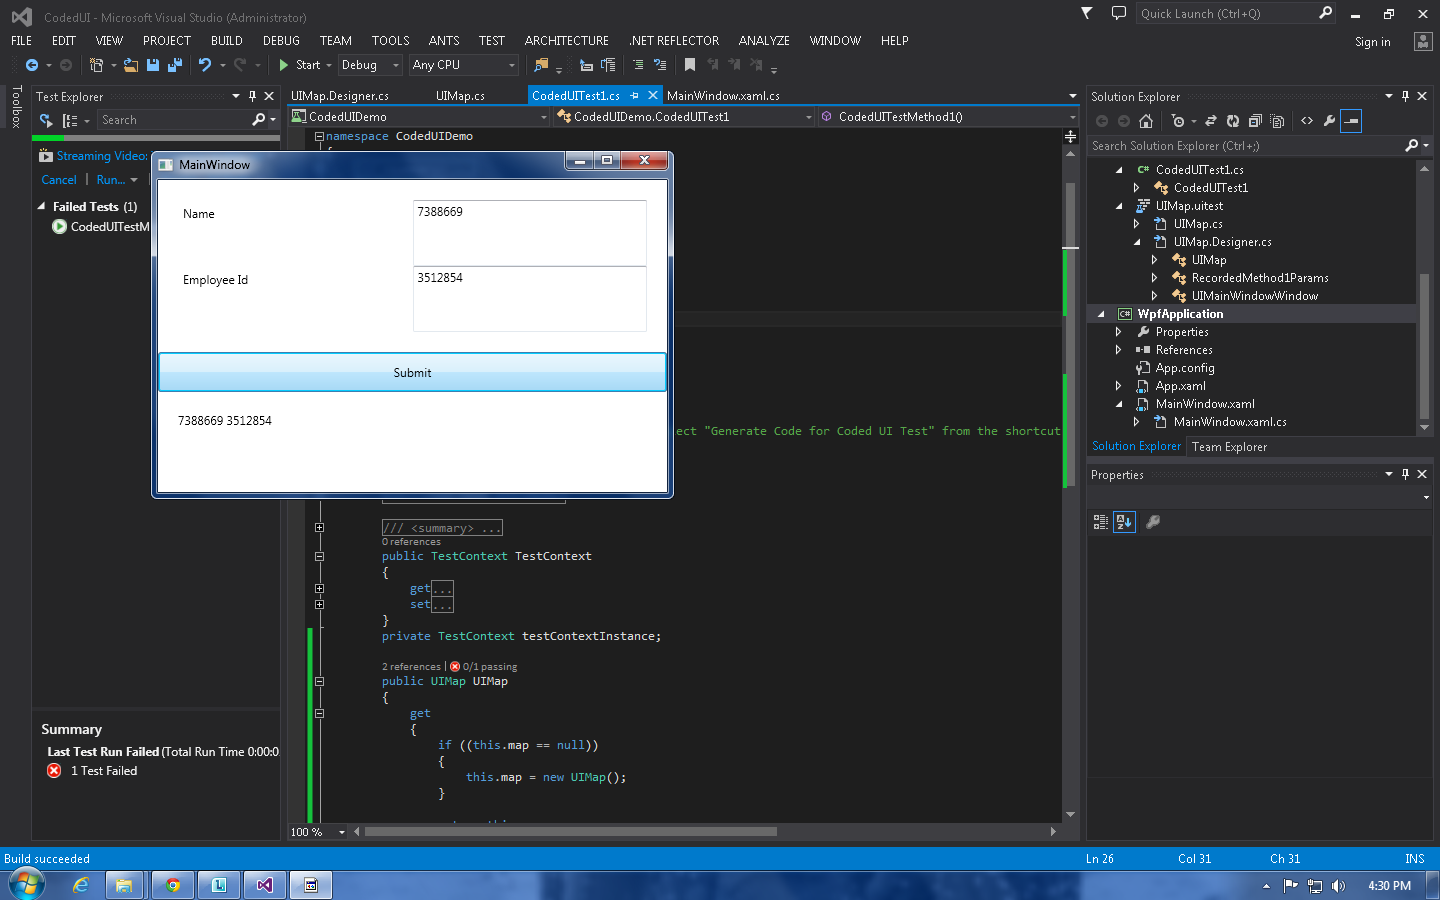 CodedUI - Microsoft Visual Studio (Administrator)
Quick Launch (Ctrl+Q)
FILE EDIT VIEW PROJECT BUILD DEBUG TEAM TOOLS ANTS TEST ARCHITECTURE .NET REFLECTOR ANALYZE WINDOW HELP
Sign in
Start Debug Any CPU
Toolbox
Test Explorer
Search
Streaming Video:
Cancel | Run... |
Failed Tests (1)
CodedUITestM
Summary
Last Test Run Failed (Total Run Time 0:00:0
1 Test Failed
UIMap.Designer.cs UIMap.cs CodedUITest1.cs MainWindow.xaml.cs
CodedUIDemo CodedUIDemo.CodedUITest1 CodedUITestMethod1()
namespace CodedUIDemo
MainWindow
Name 7388669
Employee Id 3512854
Submit
7388669 3512854
ect "Generate Code for Coded UI Test" from the shortcut
/// <summary> ...
0 references
public TestContext TestContext
{
get...
set...
}
private TestContext testContextInstance;
2 references | 0/1 passing
public UIMap UIMap
{
get
{
if ((this.map == null))
{
this.map = new UIMap();
}
100 %
Solution Explorer
Search Solution Explorer (Ctrl+;)
C# CodedUITest1.cs
CodedUITest1
UIMap.uitest
UIMap.cs
UIMap.Designer.cs
UIMap
RecordedMethod1Params
UIMainWindowWindow
C# WpfApplication
Properties
References
App.config
App.xaml
MainWindow.xaml
MainWindow.xaml.cs
Solution Explorer Team Explorer
Properties
Build succeeded Ln 26 Col 31 Ch 31 INS
4:30 PM